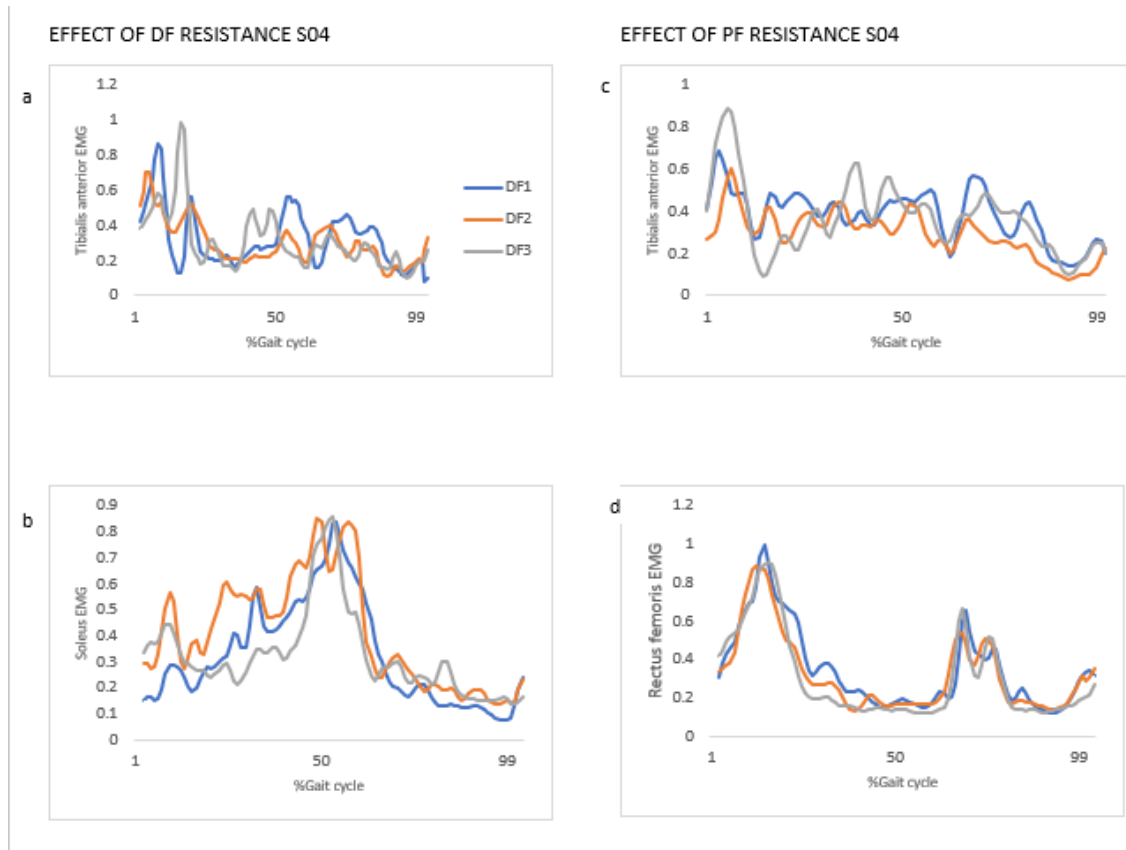 EFFECT OF DF RESISTANCE S04
EFFECT OF PF RESISTANCE S04
a
Tibialis anterior EMG
1.2
1
0.8
0.6
0.4
0.2
0
1
50
99
%Gait cycle
DF1
DF2
DF3
c
Tibialis anterior EMG
1
0.8
0.6
0.4
0.2
0
1
50
99
%Gait cycle
b
Soleus EMG
0.9
0.8
0.7
0.6
0.5
0.4
0.3
0.2
0.1
0
1
50
99
%Gait cycle
d
Rectus femoris EMG
1.2
1
0.8
0.6
0.4
0.2
0
1
50
99
%Gait cycle